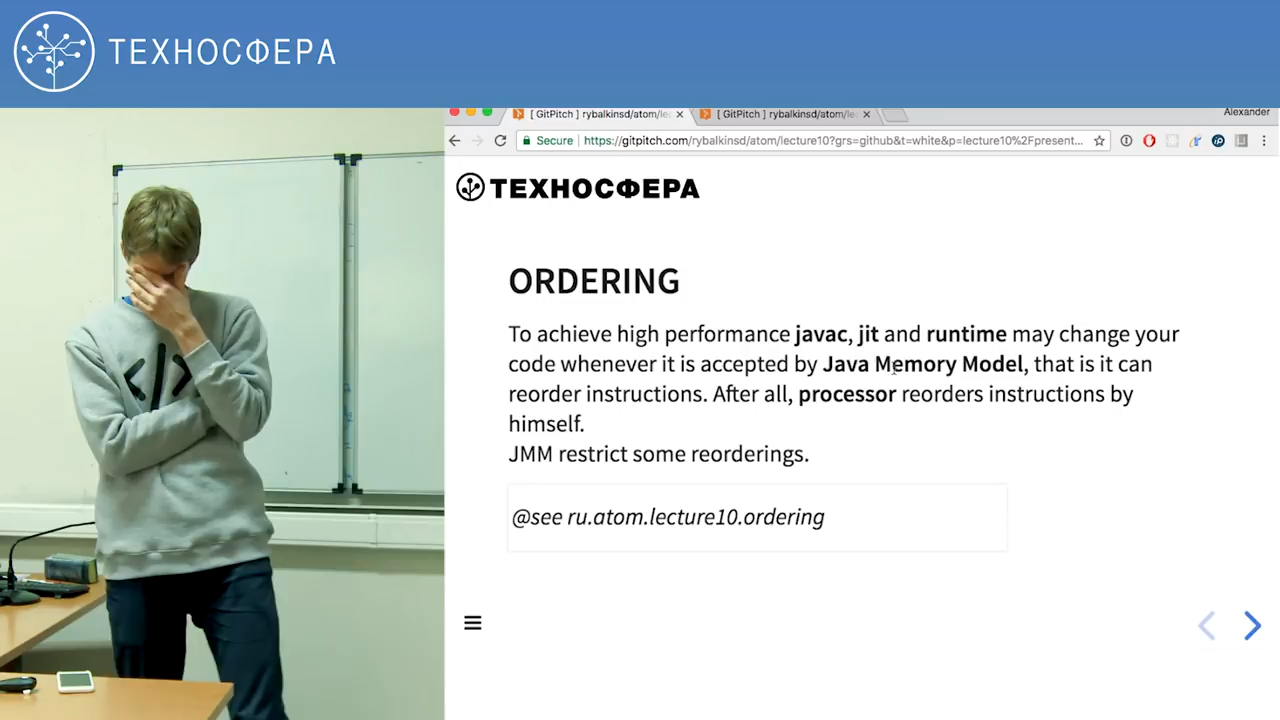 ТЕХНОСФЕРА
[ GitPitch ] rybalkinsd/atom/lec
[ GitPitch ] rybalkinsd/atom/le
Alexander
Secure
https://gitpitch.com/rybalkinsd/atom/lecture10?grs=github&t=white&p=lecture10%2Fpresent...
ТЕХНОСФЕРА
ORDERING
To achieve high performance javac, jit and runtime may change your
code whenever it is accepted by Java Memory Model, that is it can
reorder instructions. After all, processor reorders instructions by
himself.
JMM restrict some reorderings.
@see ru.atom.lecture10.ordering
</>